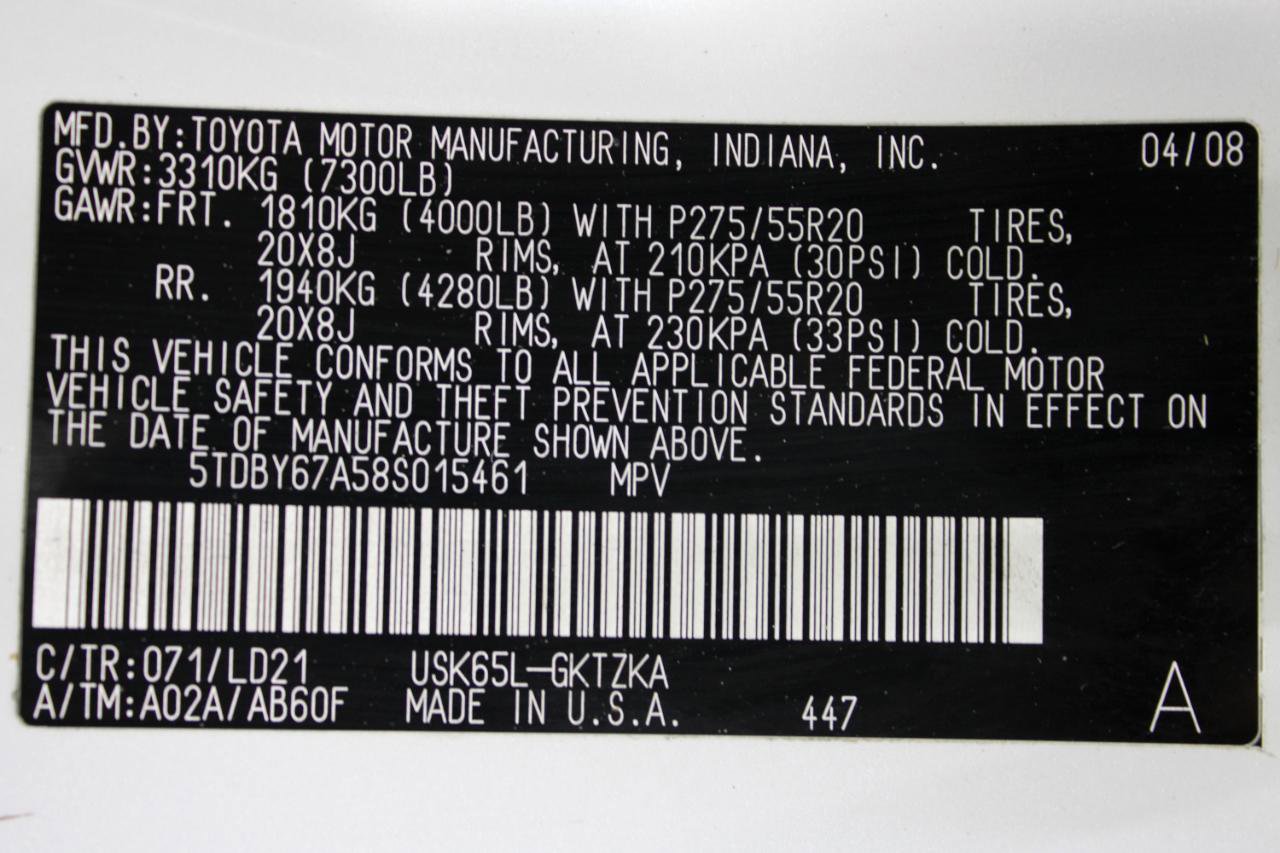 MFD.BY:TOYOTA MOTOR MANUFACTURING, INDIANA, INC. 04/08
GVWR:3310KG (7300LB)
GAWR:FRT. 1810KG (4000LB) WITH P275/55R20 TIRES,
20X8J RIMS, AT 210KPA (30PSI) COLD.
RR. 1940KG (4280LB) WITH P275/55R20 TIRES,
20X8J RIMS, AT 230KPA (33PSI) COLD.
THIS VEHICLE CONFORMS TO ALL APPLICABLE FEDERAL MOTOR
VEHICLE SAFETY AND THEFT PREVENTION STANDARDS IN EFFECT ON
THE DATE OF MANUFACTURE SHOWN ABOVE.
5TDBY67A58S015461 MPV
C/TR:071/LD21 USK65L-GKTZKA
A/TM:A02A/AB60F MADE IN U.S.A. 447 A